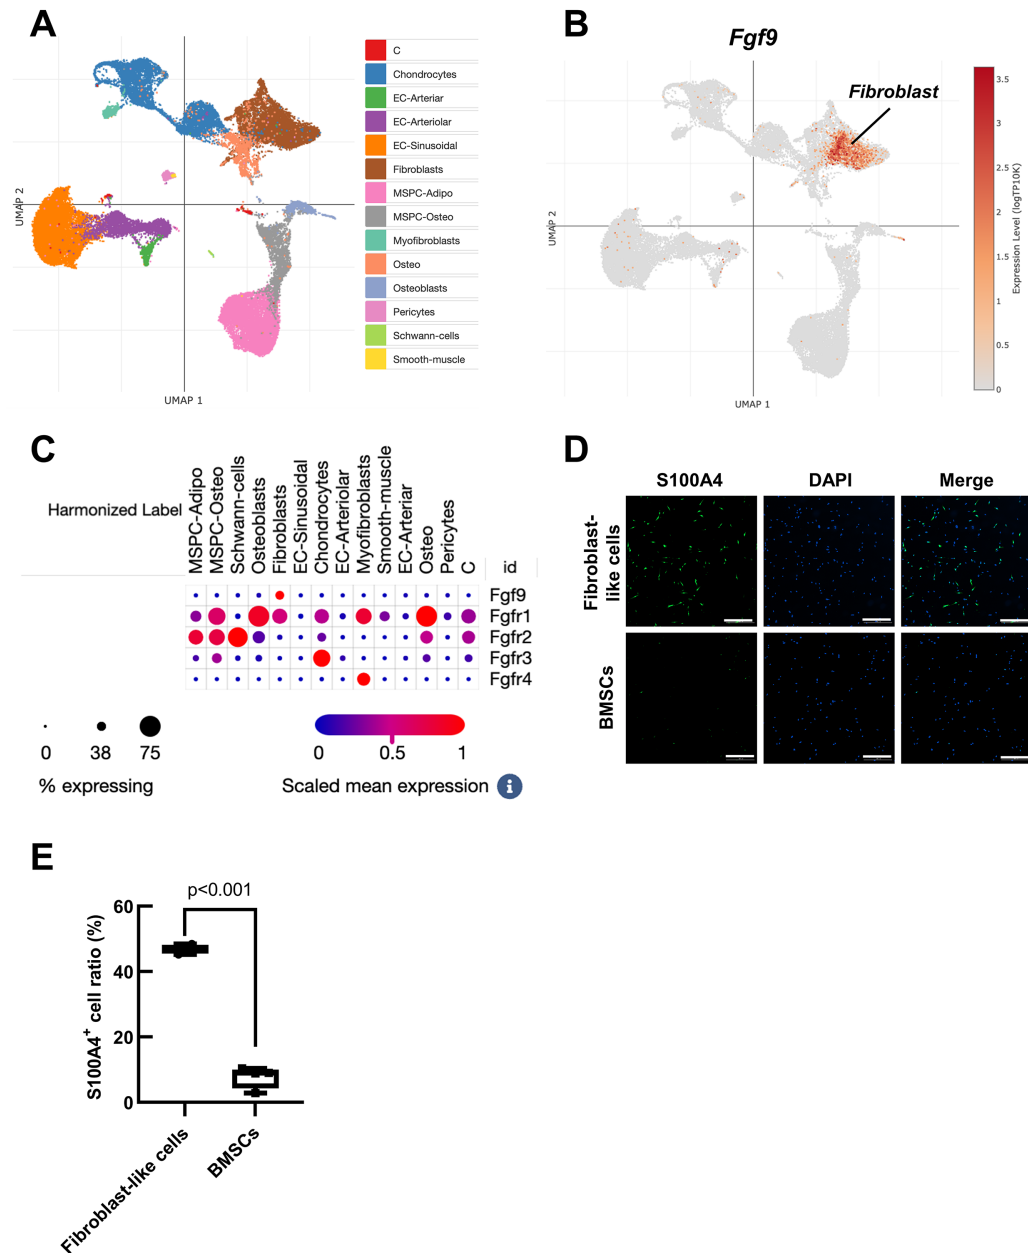 A
C
Chondrocytes
EC-Arteriar
EC-Arteriolar
EC-Sinusoidal
Fibroblasts
MSPC-Adipo
MSPC-Osteo
Myofibroblasts
Osteo
Osteoblasts
Pericytes
Schwann-cells
Smooth-muscle
UMAP 2
UMAP 1
B
Fgf9
Fibroblast
UMAP 2
UMAP 1
3.5
3
2.5
2
1.5
1
0.5
0
Expression Level (logTP10K)
C
Harmonized Label
MSPC-Adipo
MSPC-Osteo
Schwann-cells
Osteoblasts
Fibroblasts
EC-Sinusoidal
Chondrocytes
EC-Arteriolar
Myofibroblasts
Smooth-muscle
EC-Arteriar
Osteo
Pericytes
C
id
Fgf9
Fgfr1
Fgfr2
Fgfr3
Fgfr4
0 38 75
% expressing
0 0.5 1
Scaled mean expression i
D
S100A4 DAPI Merge
Fibroblast-
like cells
BMSCs
E
p<0.001
60
40
20
0
S100A4+ cell ratio (%)
Fibroblast-like cells
BMSCs